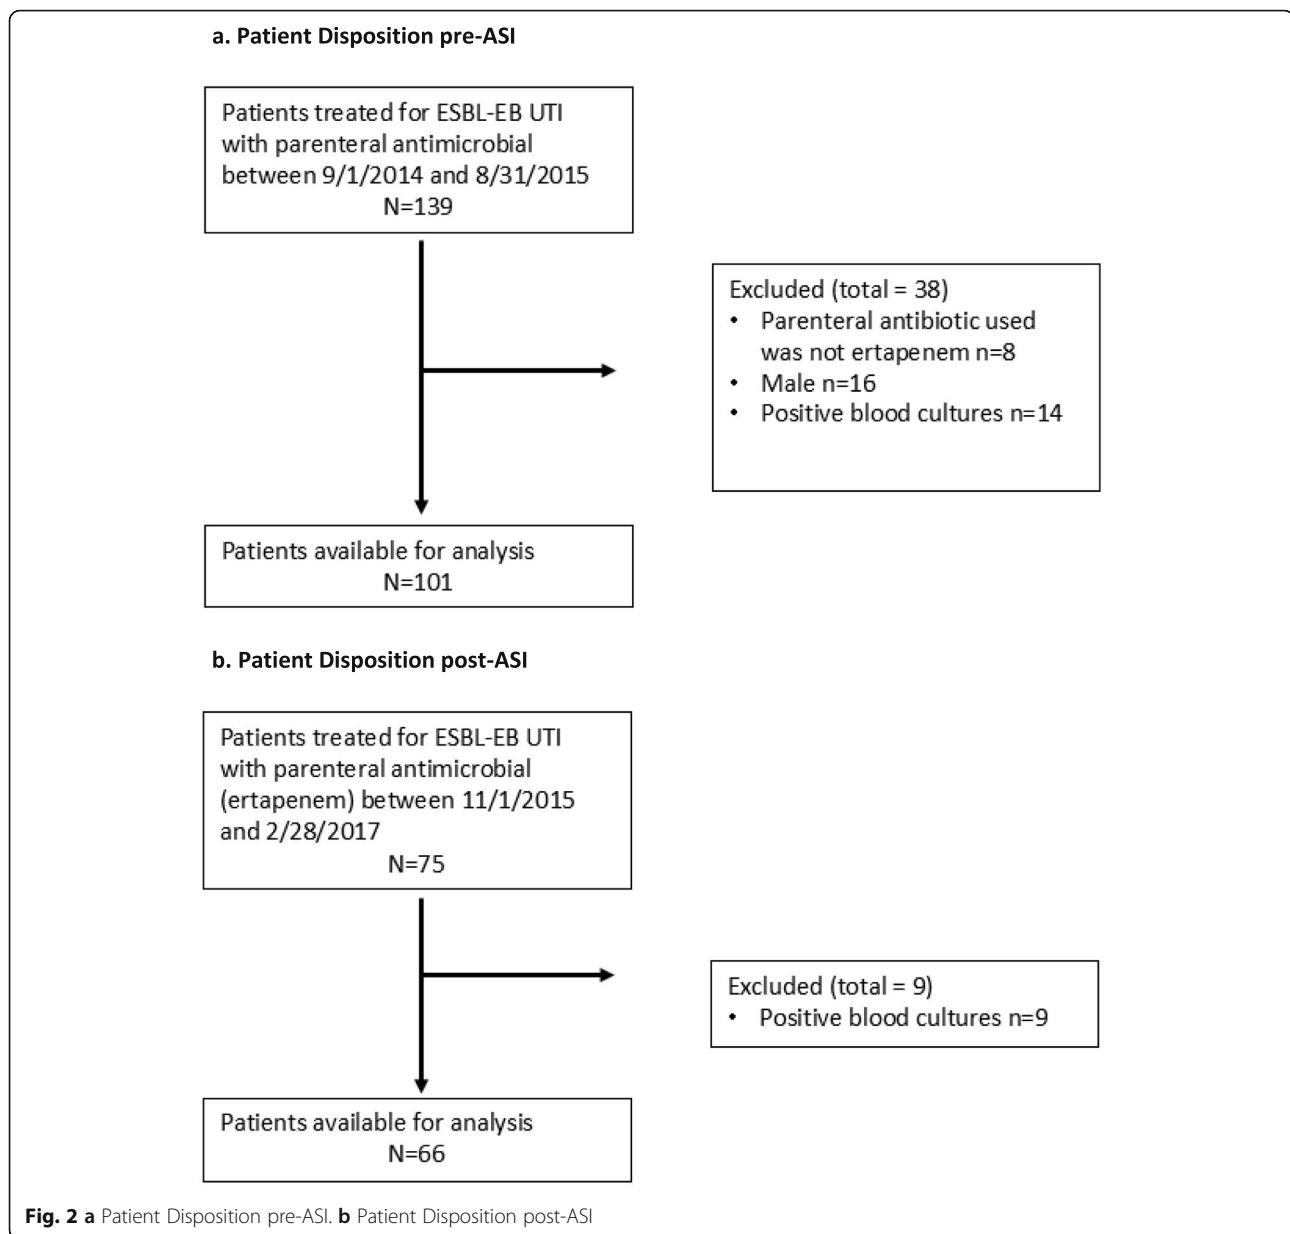 a. Patient Disposition pre-ASI
Patients treated for ESBL-EB UTI
with parenteral antimicrobial
between 9/1/2014 and 8/31/2015
N=139
Excluded (total = 38)
• Parenteral antibiotic used
was not ertapenem n=8
• Male n=16
• Positive blood cultures n=14
Patients available for analysis
N=101
b. Patient Disposition post-ASI
Patients treated for ESBL-EB UTI
with parenteral antimicrobial
(ertapenem) between 11/1/2015
and 2/28/2017
N=75
Excluded (total = 9)
• Positive blood cultures n=9
Patients available for analysis
N=66
Fig. 2 a Patient Disposition pre-ASI. b Patient Disposition post-ASI